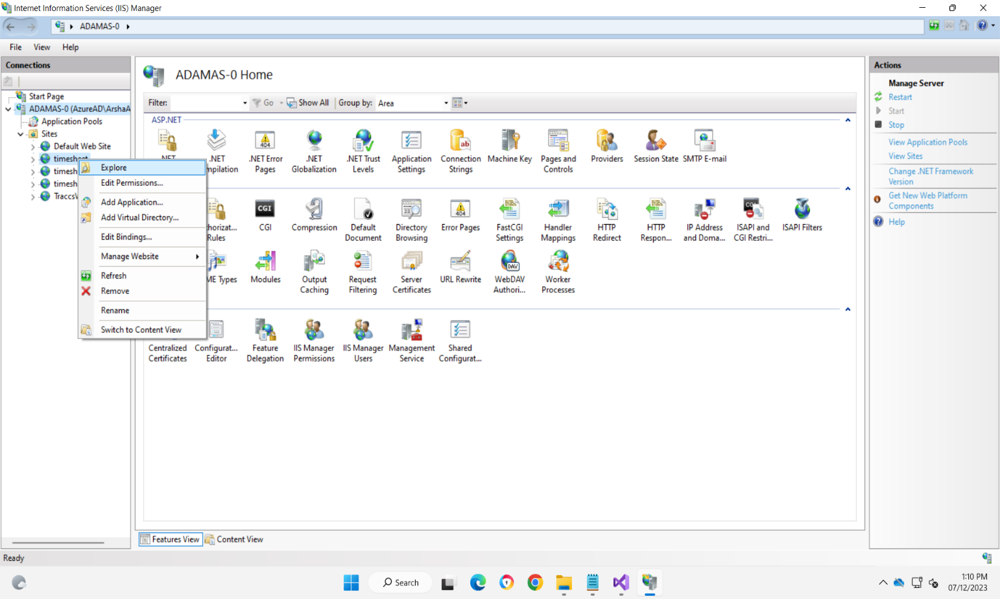 Internet Information Services (IIS) Manager
ADAMAS-0
File View Help
Connections
Start Page
ADAMAS-0 (AzureAD\ArshaA
Application Pools
Sites
Default Web Site
timesheet
timesh
timesh
TraccsV
Explore
Edit Permissions...
Add Application...
Add Virtual Directory...
Edit Bindings...
Manage Website
Refresh
Remove
Rename
Switch to Content View
ADAMAS-0 Home
Filter: Go Show All Group by: Area
ASP.NET
.NET
.NET
mpilation
.NET Error
Pages
.NET
Globalization
.NET Trust
Levels
Application
Settings
Connection
Strings
Machine Key
Pages and
Controls
Providers
Session State
SMTP E-mail
horizat...
Rules
CGI
Compression
Default
Document
Directory
Browsing
Error Pages
FastCGI
Settings
Handler
Mappings
HTTP
Redirect
HTTP
Respon...
IP Address
and Doma...
ISAPI and
CGI Restri...
ISAPI Filters
ME Types
Modules
Output
Caching
Request
Filtering
Server
Certificates
URL Rewrite
WebDAV
Authori...
Worker
Processes
Centralized
Certificates
Configurat...
Editor
Feature
Delegation
IIS Manager
Permissions
IIS Manager
Users
Management
Service
Shared
Configurat...
Features View Content View
Actions
Manage Server
Restart
Start
Stop
View Application Pools
View Sites
Change .NET Framework
Version
Get New Web Platform
Components
Help
Ready
Search
1:10 PM
07/12/2023